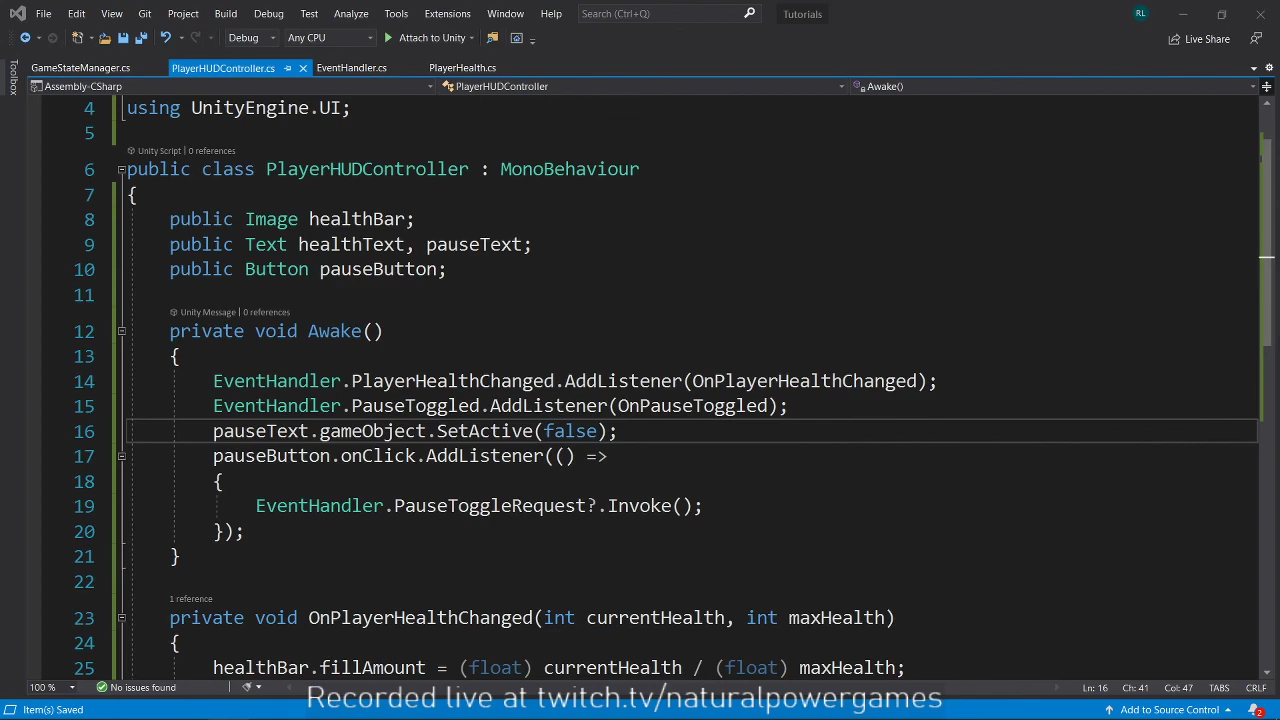 File Edit View Git Project Build Debug Test Analyze Tools Extensions Window Help Search (Ctrl+Q) Tutorials RL
Debug Any CPU Attach to Unity Live Share
Toolbox
GameStateManager.cs PlayerHUDController.cs EventHandler.cs PlayerHealth.cs
Assembly-CSharp PlayerHUDController Awake()
4 using UnityEngine.UI;
5
Unity Script | 0 references
6 public class PlayerHUDController : MonoBehaviour
7 {
8 public Image healthBar;
9 public Text healthText, pauseText;
10 public Button pauseButton;
11
Unity Message | 0 references
12 private void Awake()
13 {
14 EventHandler.PlayerHealthChanged.AddListener(OnPlayerHealthChanged);
15 EventHandler.PauseToggled.AddListener(OnPauseToggled);
16 pauseText.gameObject.SetActive(false);
17 pauseButton.onClick.AddListener(() =>
18 {
19 EventHandler.PauseToggleRequest?.Invoke();
20 });
21 }
22
1 reference
23 private void OnPlayerHealthChanged(int currentHealth, int maxHealth)
24 {
25 healthBar.fillAmount = (float) currentHealth / (float) maxHealth;
100 % No issues found Ln: 16 Ch: 41 Col: 47 TABS CRLF
Recorded live at twitch.tv/naturalpowergames
Item(s) Saved Add to Source Control 2